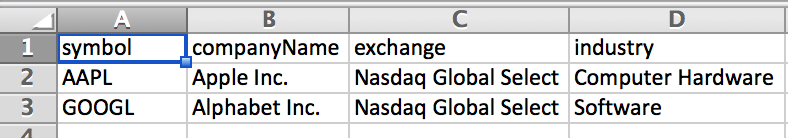 A B C D
1 symbol companyName exchange industry
2 AAPL Apple Inc. Nasdaq Global Select Computer Hardware
3 GOOGL Alphabet Inc. Nasdaq Global Select Software